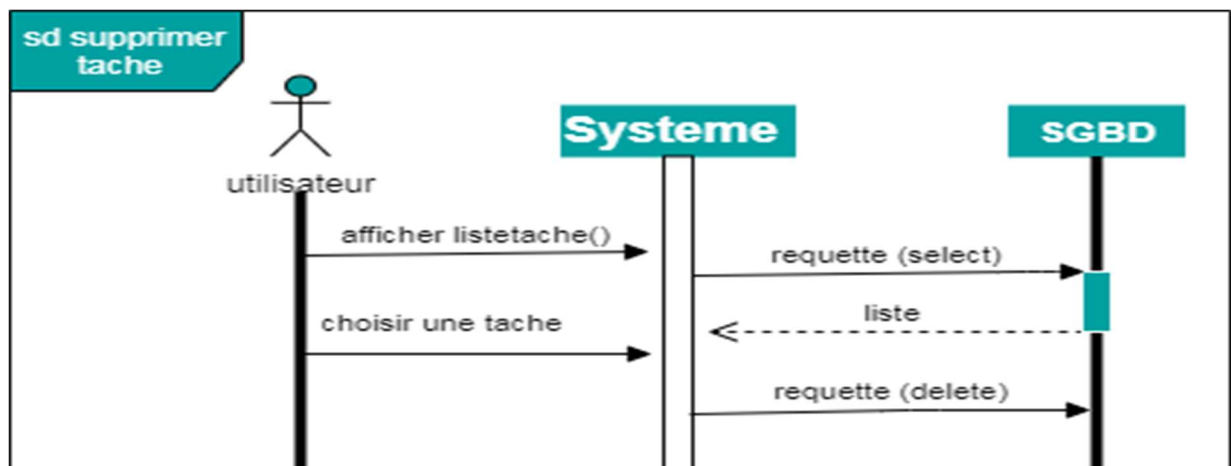 sd supprimer
tache
Systeme
SGBD
utilisateur
afficher listetache()
requette (select)
liste
choisir une tache
requette (delete)